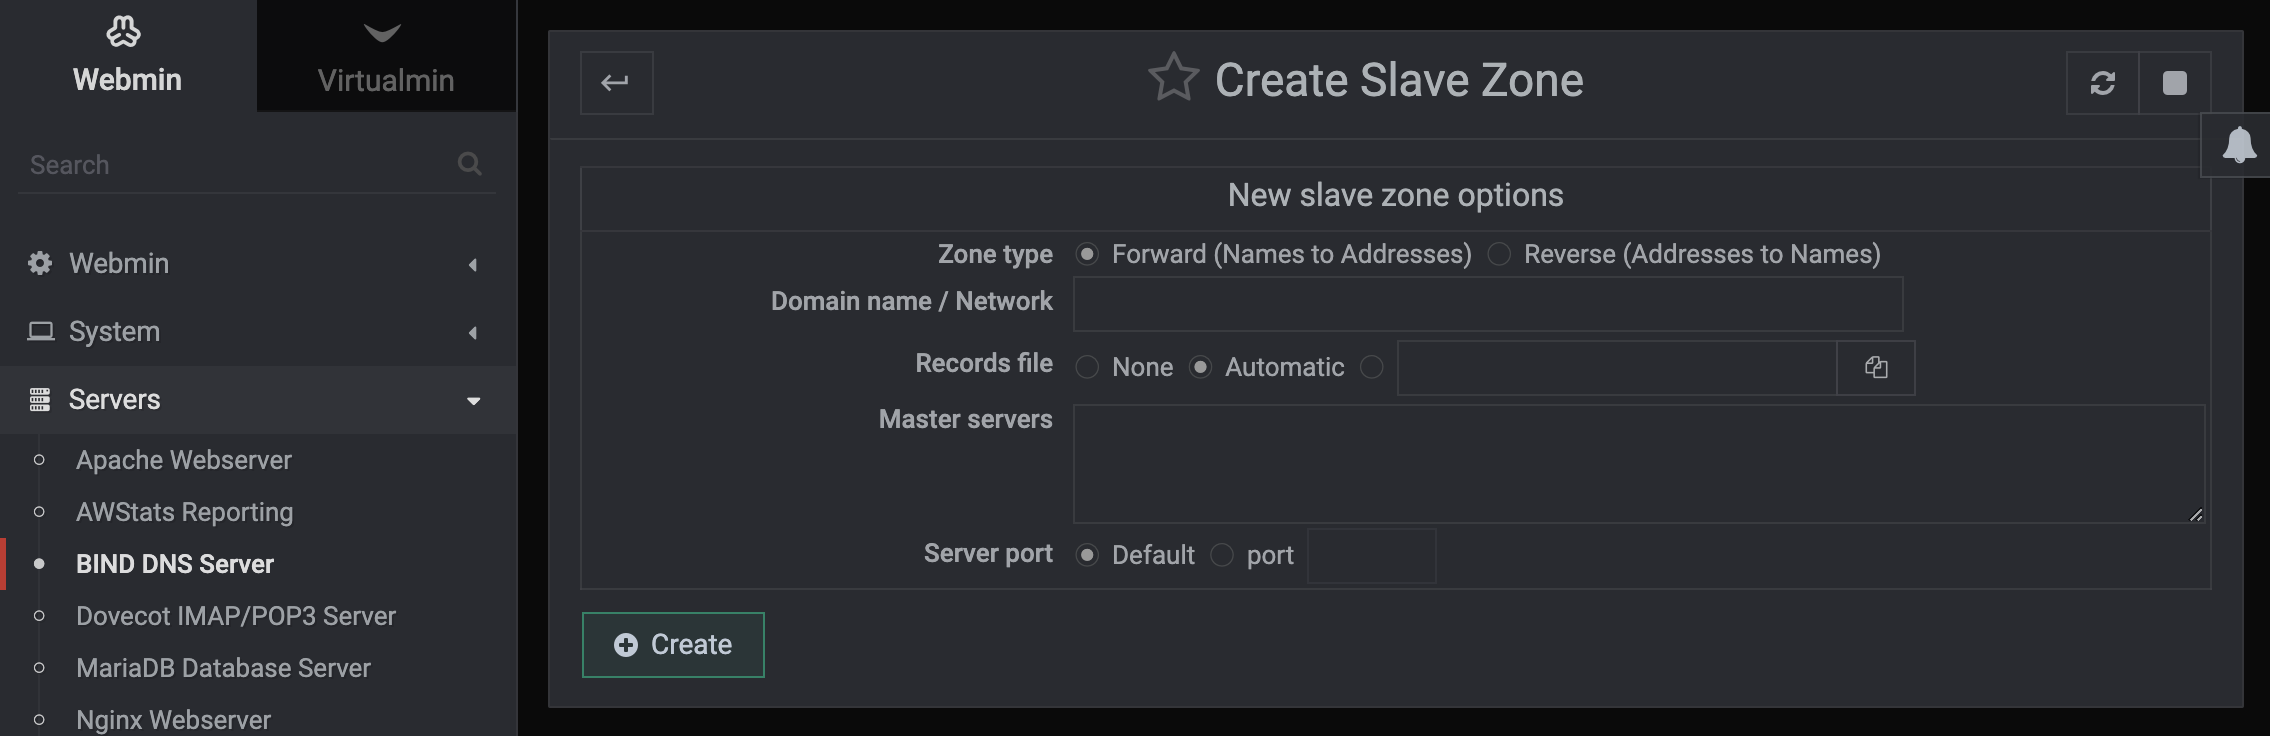 Webmin
Virtualmin
Search
Webmin
System
Servers
Apache Webserver
AWStats Reporting
BIND DNS Server
Dovecot IMAP/POP3 Server
MariaDB Database Server
Nginx Webserver
Create Slave Zone
New slave zone options
Zone type Forward (Names to Addresses) Reverse (Addresses to Names)
Domain name / Network
Records file None Automatic
Master servers
Server port Default port
Create